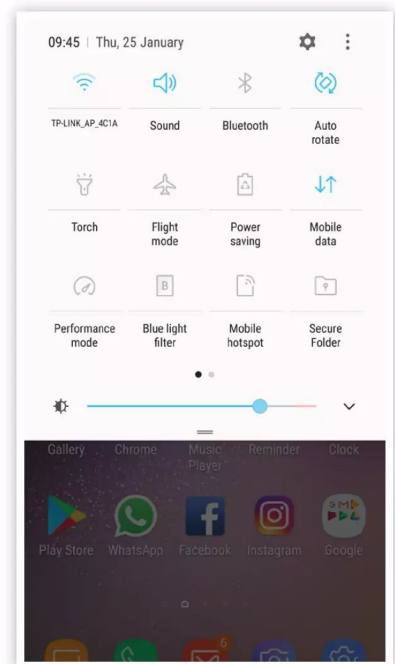 09:45 | Thu, 25 January
TP-LINK_AP_4C1A Sound Bluetooth Auto
rotate
Torch Flight Power Mobile
mode saving data
B
Performance Blue light Mobile Secure
mode filter hotspot Folder
Gallery Chrome Music Reminder Clock
Player
Play Store WhatsApp Facebook Instagram Google
6